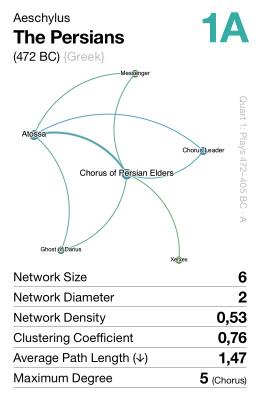 Aeschylus
1A
The Persians
(472 BC) {Greek}
Messenger
Atossa
Chorus Leader
Chorus of Persian Elders
Ghost of Darius
Xerxes
Quart 1: Plays 472–405 BC · A
Network Size 6
Network Diameter 2
Network Density 0,53
Clustering Coefficient 0,76
Average Path Length (↓) 1,47
Maximum Degree 5 (Chorus)